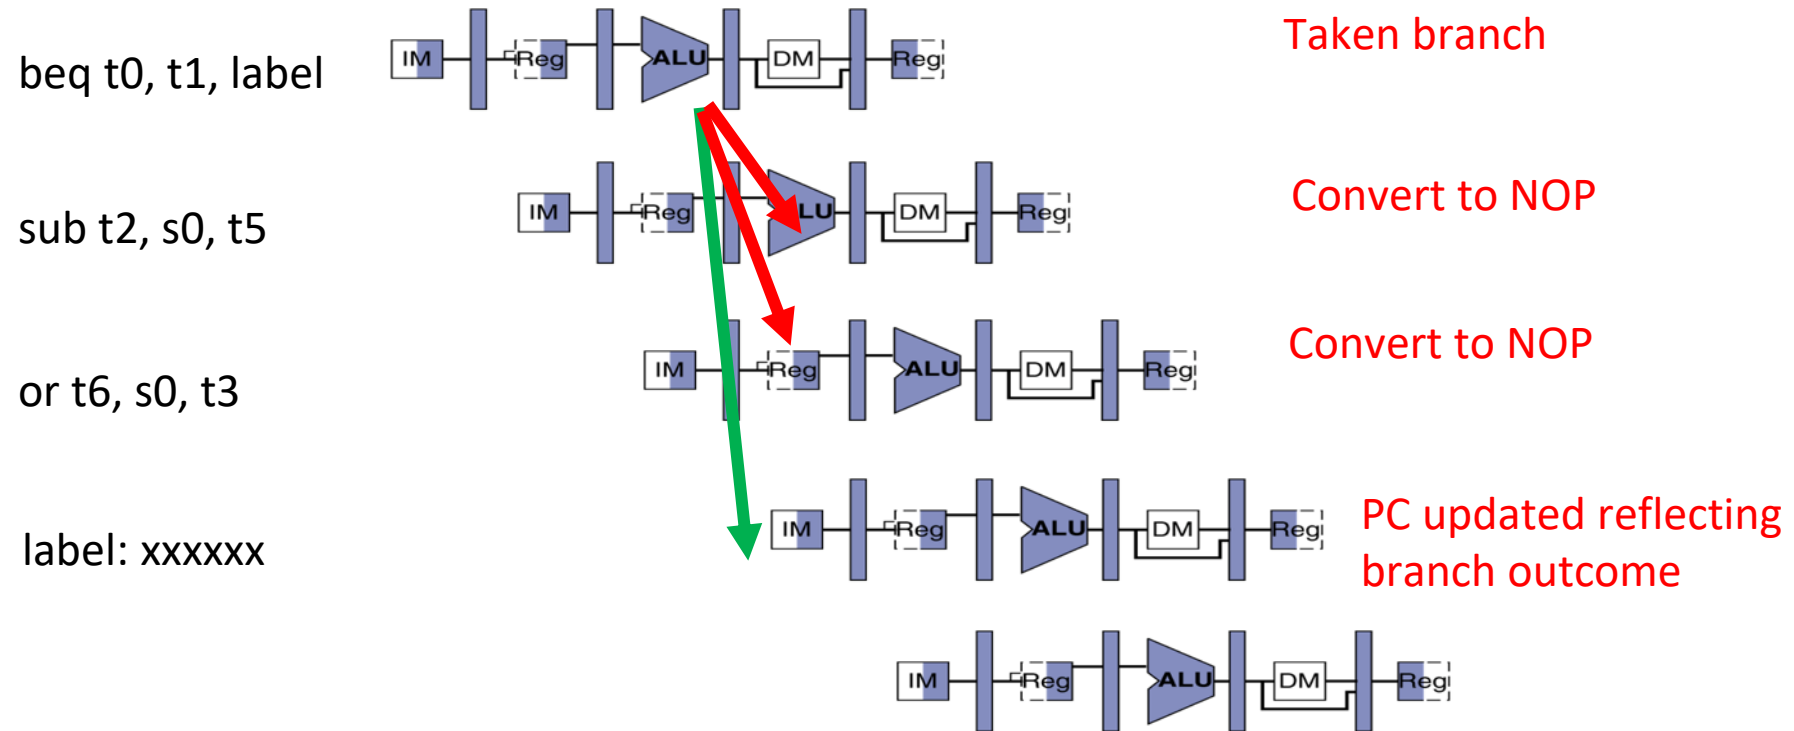 beq t0, t1, label
IM Reg ALU DM Reg
Taken branch
sub t2, s0, t5
IM Reg LU DM Reg
Convert to NOP
or t6, s0, t3
IM Reg ALU DM Reg
Convert to NOP
label: xxxxxx
IM Reg ALU DM Reg
PC updated reflecting
branch outcome
IM Reg ALU DM Reg